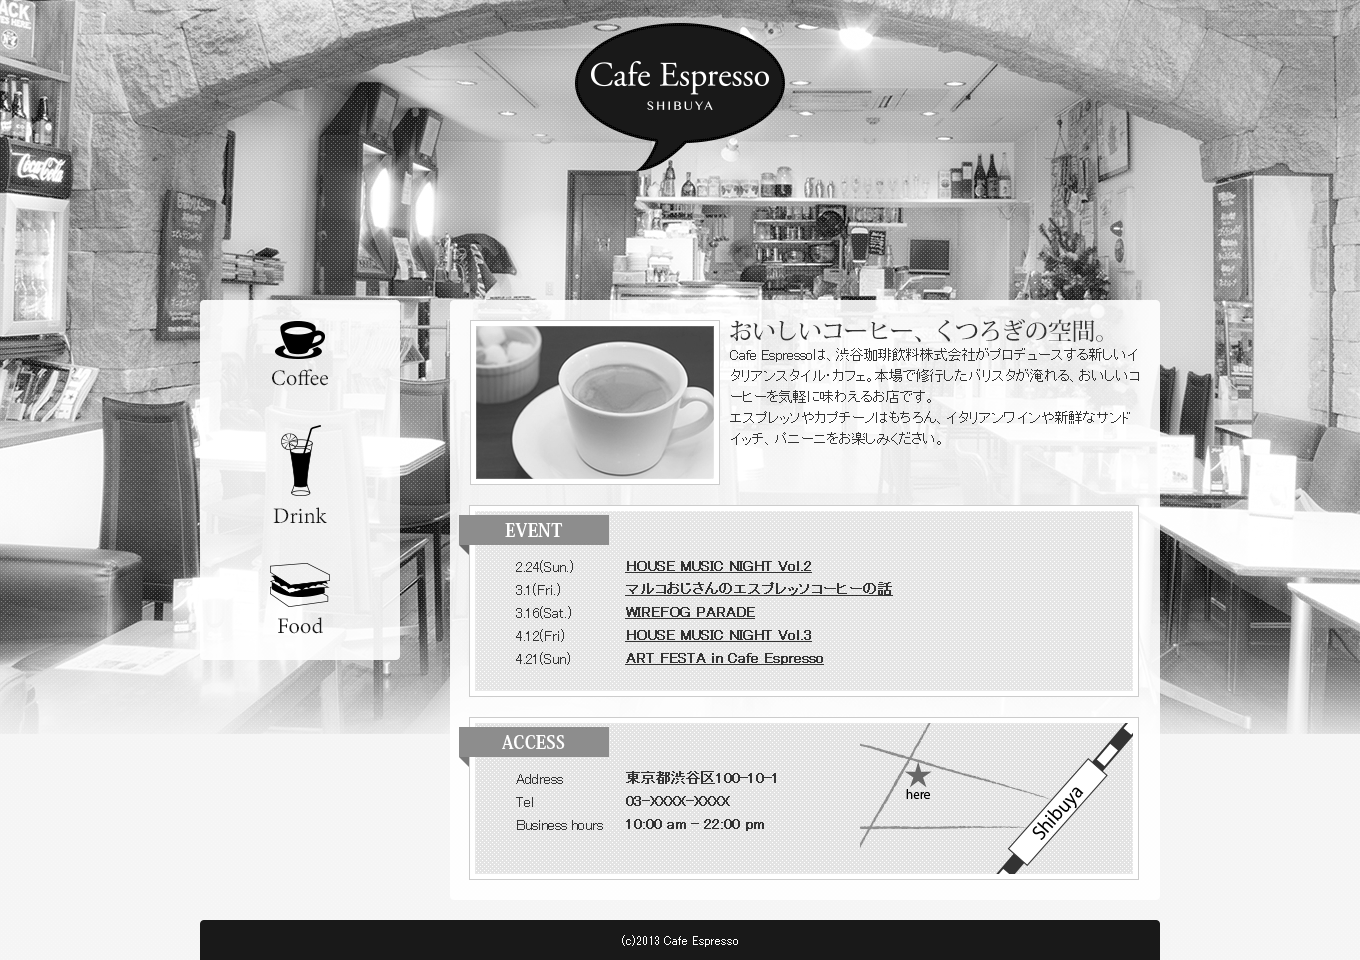 ACK
Coca-Cola
Cafe Espresso
SHIBUYA
Coffee
Drink
Food
おいしいコーヒー、くつろぎの空間。
Cafe Espressoは、渋谷珈琲飲料株式会社がプロデュースする新しいイ
タリアンスタイル・カフェ。本場で修行したバリスタが淹れる、おいしいコ
ーヒーを気軽に味わえるお店です。
エスプレッソやカプチーノはもちろん、イタリアンワインや新鮮なサンド
イッチ、パニーニをお楽しみください。
EVENT
2.24(Sun.) HOUSE MUSIC NIGHT Vol.2
3.1(Fri.) マルコおじさんのエスプレッソコーヒーの話
3.16(Sat.) WIREFOG PARADE
4.12(Fri) HOUSE MUSIC NIGHT Vol.3
4.21(Sun) ART FESTA in Cafe Espresso
ACCESS
Address 東京都渋谷区100-10-1
Tel 03-XXXX-XXXX
Business hours 10:00 am - 22:00 pm
here
Shibuya
(c)2013 Cafe Espresso